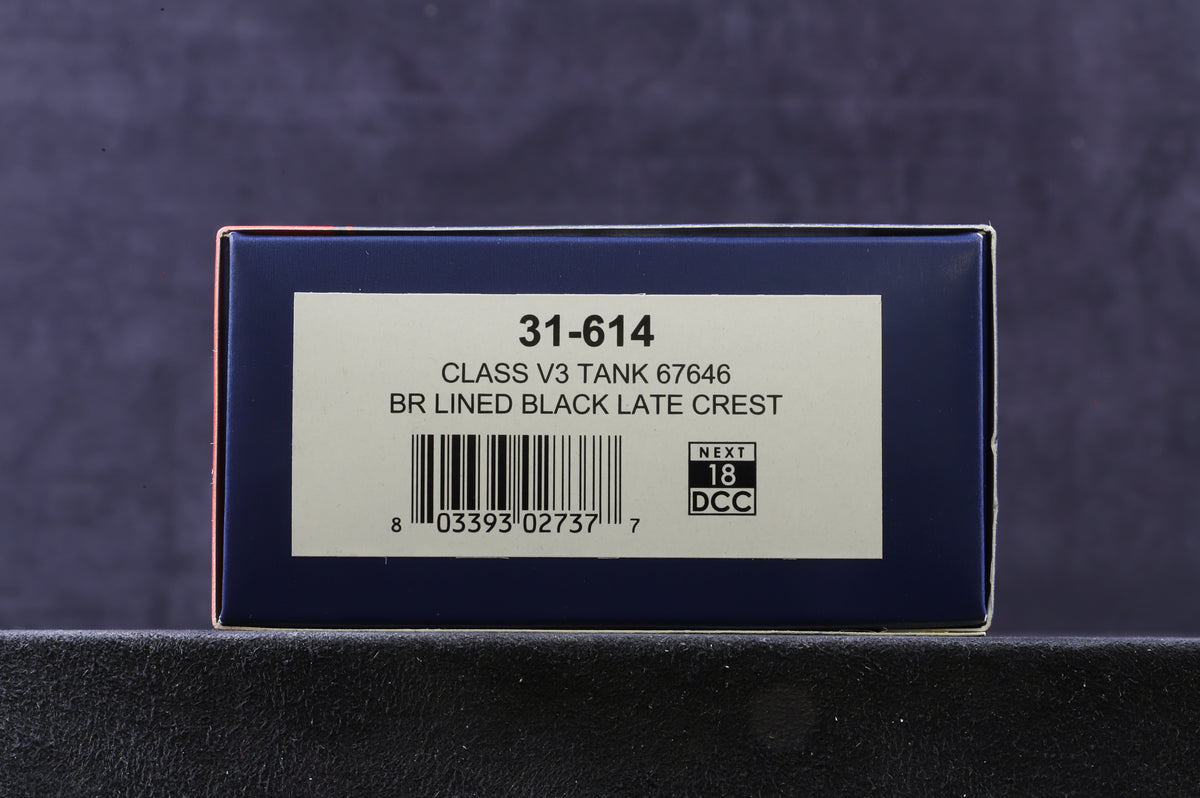 31-614
CLASS V3 TANK 67646
BR LINED BLACK LATE CREST
NEXT
18
DCC
8 03393 02737 7